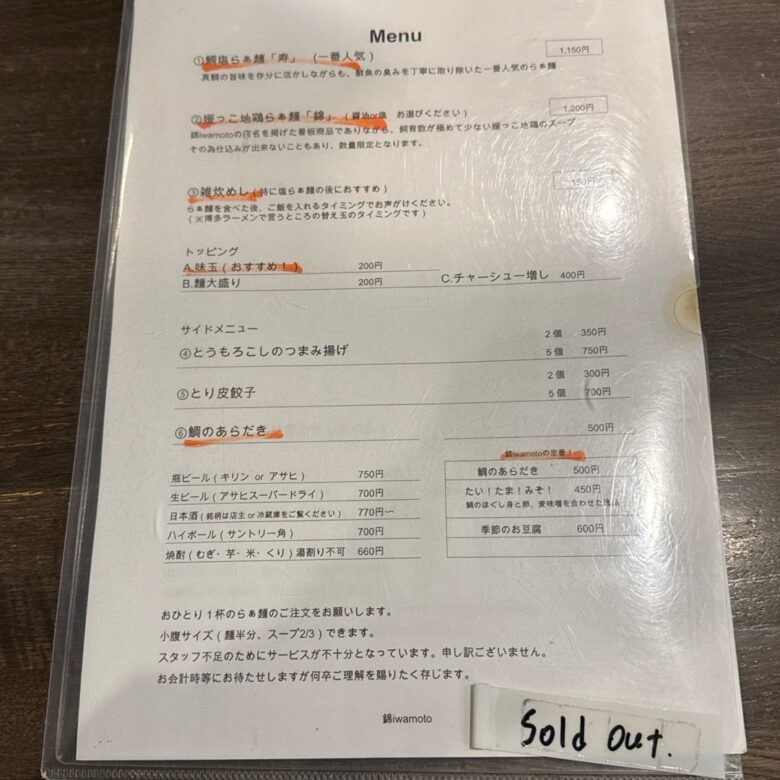 Menu
①鯛塩らぁ麺「寿」（一番人気） 1,150円
真鯛の旨味を存分に活かしながらも、鮮魚の臭みを丁寧に取り除いた一番人気のらぁ麺
②媛っこ地鶏らぁ麺「錦」（醤油or塩 お選びください） 1,200円
錦iwamotoの店名を掲げた看板商品でありながら、飼育数が極めて少ない媛っこ地鶏のスープ
その為仕込みが出来ないこともあり、数量限定となります。
③雑炊めし（特に塩らぁ麺の後におすすめ） 150円
らぁ麺を食べた後、ご飯を入れるタイミングでお声がけください。
（※博多ラーメンで言うところの替え玉のタイミングです）
トッピング
A.味玉（おすすめ！） 200円
B.麺大盛り 200円 C.チャーシュー増し 400円
サイドメニュー
2個 350円
④とうもろこしのつまみ揚げ 5個 750円
2個 300円
⑤とり皮餃子 5個 700円
⑥鯛のあらだき 500円
瓶ビール（キリン or アサヒ） 750円
生ビール（アサヒスーパードライ） 700円
日本酒（銘柄は店主 or 冷蔵庫をご覧ください） 770円〜
ハイボール（サントリー角） 700円
焼酎（むぎ・芋・米・くり）湯割り不可 660円
錦iwamotoの定番！
鯛のあらだき 500円
たい！たま！みそ！ 450円
鯛のほぐし身と卵、麦味噌を合わせた
季節のお豆腐 600円
おひとり１杯のらぁ麺のご注文をお願いします。
小腹サイズ（麺半分、スープ2/3）できます。
スタッフ不足のためにサービスが不十分となっています。申し訳ございません。
お会計時等にお待たせしますが何卒ご理解を賜りたく存じます。
錦iwamoto
Sold out.